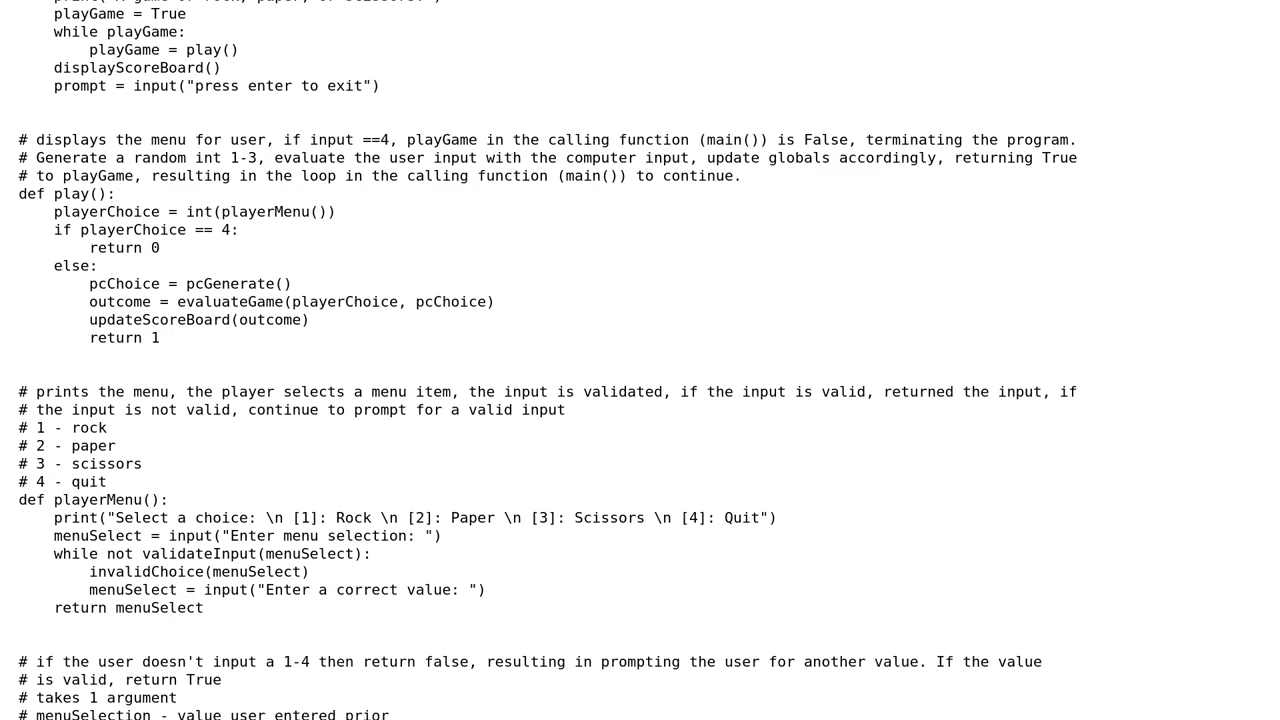 playGame = True
    while playGame:
        playGame = play()
    displayScoreBoard()
    prompt = input("press enter to exit")
# displays the menu for user, if input ==4, playGame in the calling function (main()) is False, terminating the program.
# Generate a random int 1-3, evaluate the user input with the computer input, update globals accordingly, returning True
# to playGame, resulting in the loop in the calling function (main()) to continue.
def play():
    playerChoice = int(playerMenu())
    if playerChoice == 4:
        return 0
    else:
        pcChoice = pcGenerate()
        outcome = evaluateGame(playerChoice, pcChoice)
        updateScoreBoard(outcome)
        return 1
# prints the menu, the player selects a menu item, the input is validated, if the input is valid, returned the input, if
# the input is not valid, continue to prompt for a valid input
# 1 - rock
# 2 - paper
# 3 - scissors
# 4 - quit
def playerMenu():
    print("Select a choice: \n [1]: Rock \n [2]: Paper \n [3]: Scissors \n [4]: Quit")
    menuSelect = input("Enter menu selection: ")
    while not validateInput(menuSelect):
        invalidChoice(menuSelect)
        menuSelect = input("Enter a correct value: ")
    return menuSelect
# if the user doesn't input a 1-4 then return false, resulting in prompting the user for another value. If the value
# is valid, return True
# takes 1 argument
# menuSelection - value user entered prior